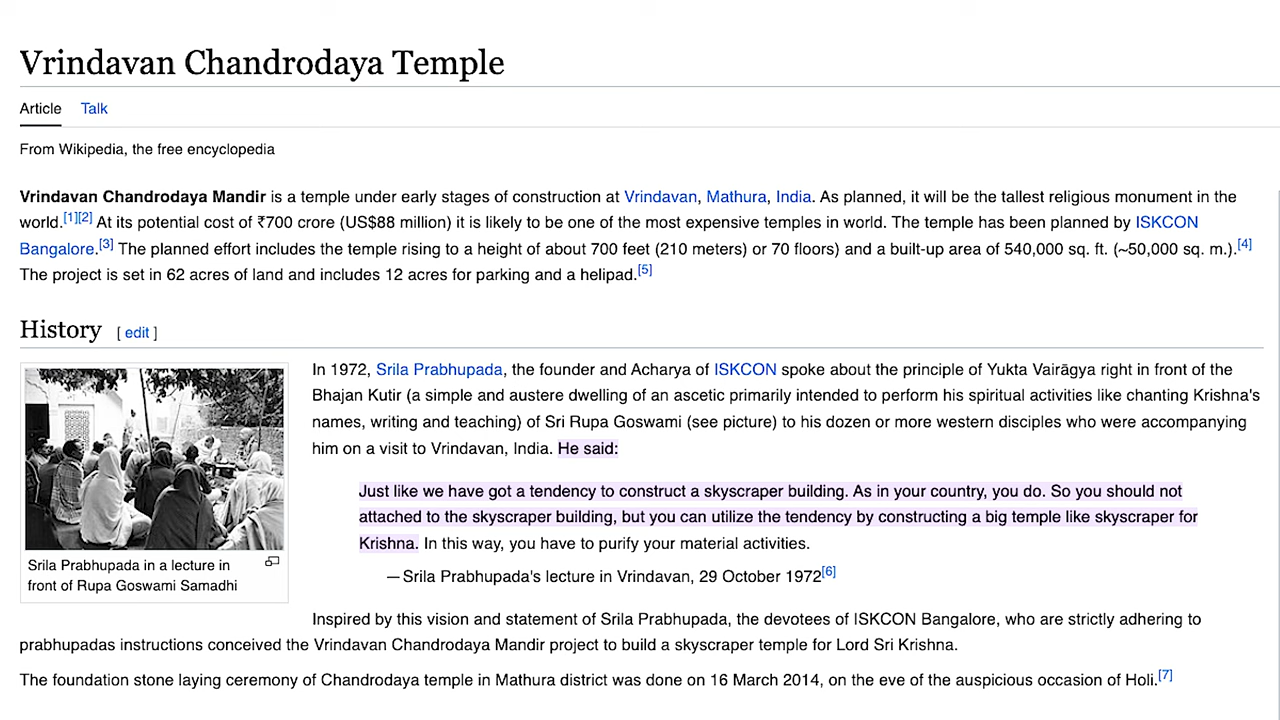 Vrindavan Chandrodaya Temple
Article Talk
From Wikipedia, the free encyclopedia
Vrindavan Chandrodaya Mandir is a temple under early stages of construction at Vrindavan, Mathura, India. As planned, it will be the tallest religious monument in the
world.[1][2] At its potential cost of ₹700 crore (US$88 million) it is likely to be one of the most expensive temples in world. The temple has been planned by ISKCON
Bangalore.[3] The planned effort includes the temple rising to a height of about 700 feet (210 meters) or 70 floors) and a built-up area of 540,000 sq. ft. (~50,000 sq. m.).[4]
The project is set in 62 acres of land and includes 12 acres for parking and a helipad.[5]
History [ edit ]
In 1972, Srila Prabhupada, the founder and Acharya of ISKCON spoke about the principle of Yukta Vairāgya right in front of the
Bhajan Kutir (a simple and austere dwelling of an ascetic primarily intended to perform his spiritual activities like chanting Krishna's
names, writing and teaching) of Sri Rupa Goswami (see picture) to his dozen or more western disciples who were accompanying
him on a visit to Vrindavan, India. He said:
Just like we have got a tendency to construct a skyscraper building. As in your country, you do. So you should not
attached to the skyscraper building, but you can utilize the tendency by constructing a big temple like skyscraper for
Krishna. In this way, you have to purify your material activities.
— Srila Prabhupada's lecture in Vrindavan, 29 October 1972[6]
Srila Prabhupada in a lecture in
front of Rupa Goswami Samadhi
Inspired by this vision and statement of Srila Prabhupada, the devotees of ISKCON Bangalore, who are strictly adhering to
prabhupadas instructions conceived the Vrindavan Chandrodaya Mandir project to build a skyscraper temple for Lord Sri Krishna.
The foundation stone laying ceremony of Chandrodaya temple in Mathura district was done on 16 March 2014, on the eve of the auspicious occasion of Holi.[7]